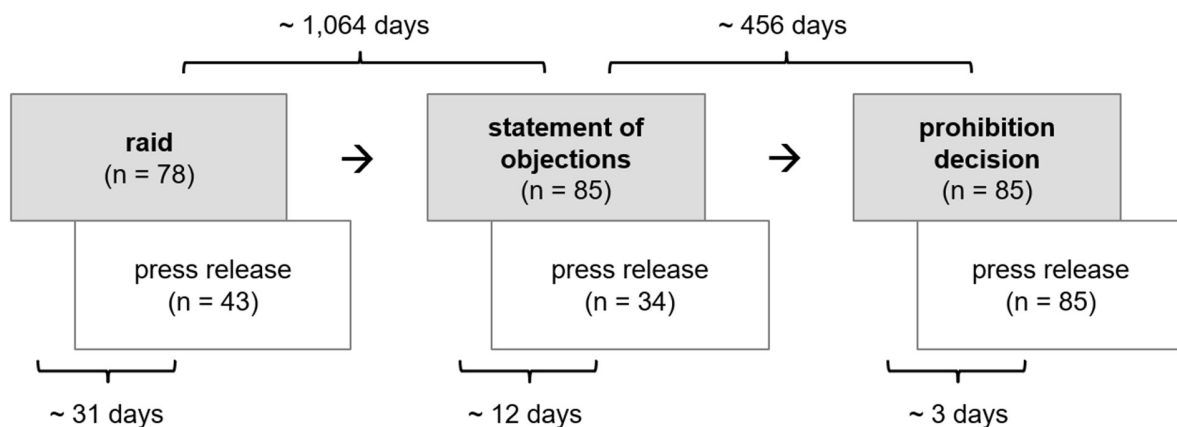 ~ 1,064 days
~ 456 days
raid
(n = 78)
statement of
objections
(n = 85)
prohibition
decision
(n = 85)
press release
(n = 43)
press release
(n = 34)
press release
(n = 85)
~ 31 days
~ 12 days
~ 3 days